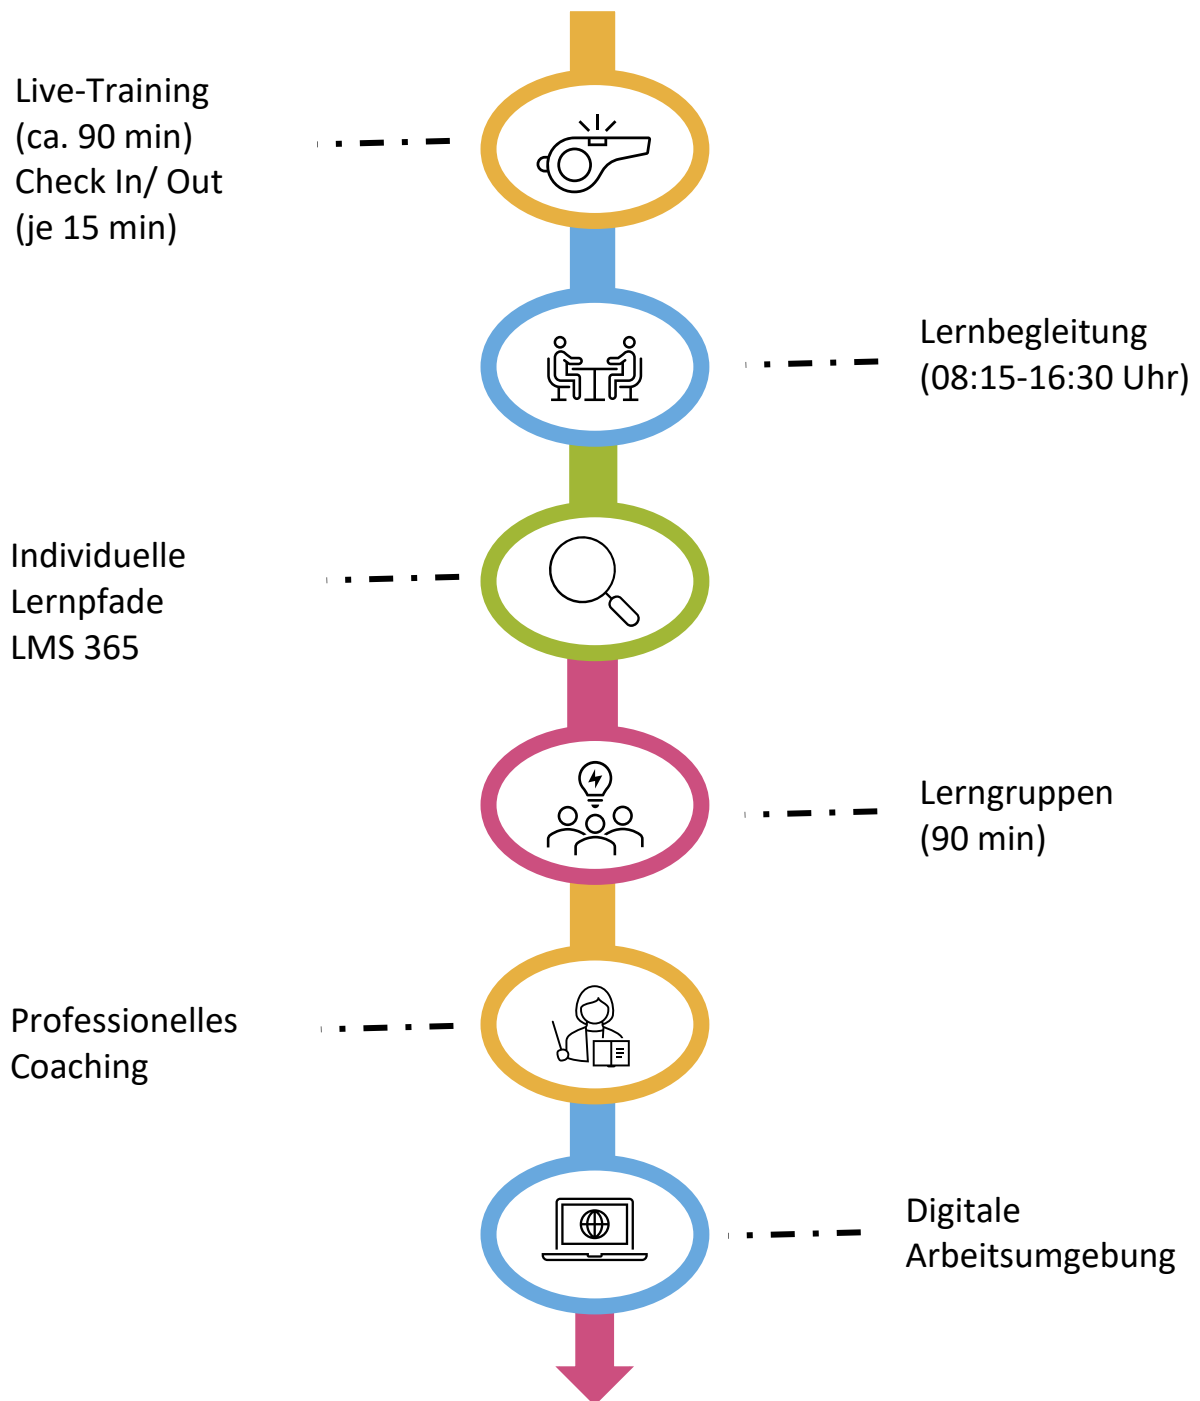 Live-Training
(ca. 90 min)
Check In/ Out
(je 15 min)
Lernbegleitung
(08:15-16:30 Uhr)
Individuelle
Lernpfade
LMS 365
Lerngruppen
(90 min)
Professionelles
Coaching
Digitale
Arbeitsumgebung